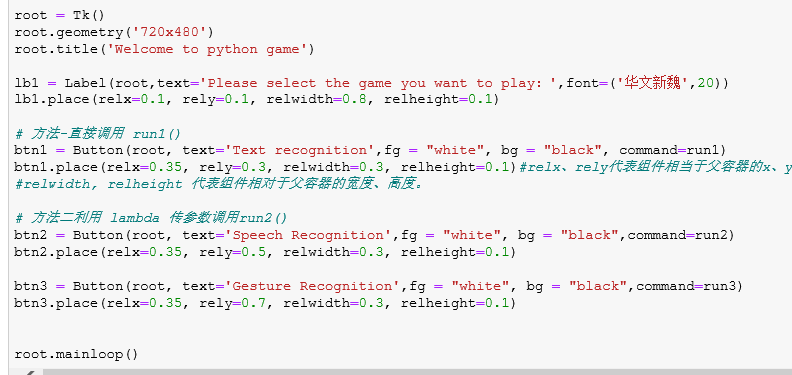 root = Tk()
root.geometry('720x480')
root.title('Welcome to python game')
lb1 = Label(root,text='Please select the game you want to play: ',font=('华文新魏',20))
lb1.place(relx=0.1, rely=0.1, relwidth=0.8, relheight=0.1)
# 方法-直接调用 run1()
btn1 = Button(root, text='Text recognition',fg = "white", bg = "black", command=run1)
btn1.place(relx=0.35, rely=0.3, relwidth=0.3, relheight=0.1)#relx、rely代表组件相当于父容器的x、y
#relwidth, relheight 代表组件相对于父容器的宽度、高度。
# 方法二利用 lambda 传参数调用run2()
btn2 = Button(root, text='Speech Recognition',fg = "white", bg = "black",command=run2)
btn2.place(relx=0.35, rely=0.5, relwidth=0.3, relheight=0.1)
btn3 = Button(root, text='Gesture Recognition',fg = "white", bg = "black",command=run3)
btn3.place(relx=0.35, rely=0.7, relwidth=0.3, relheight=0.1)
root.mainloop()